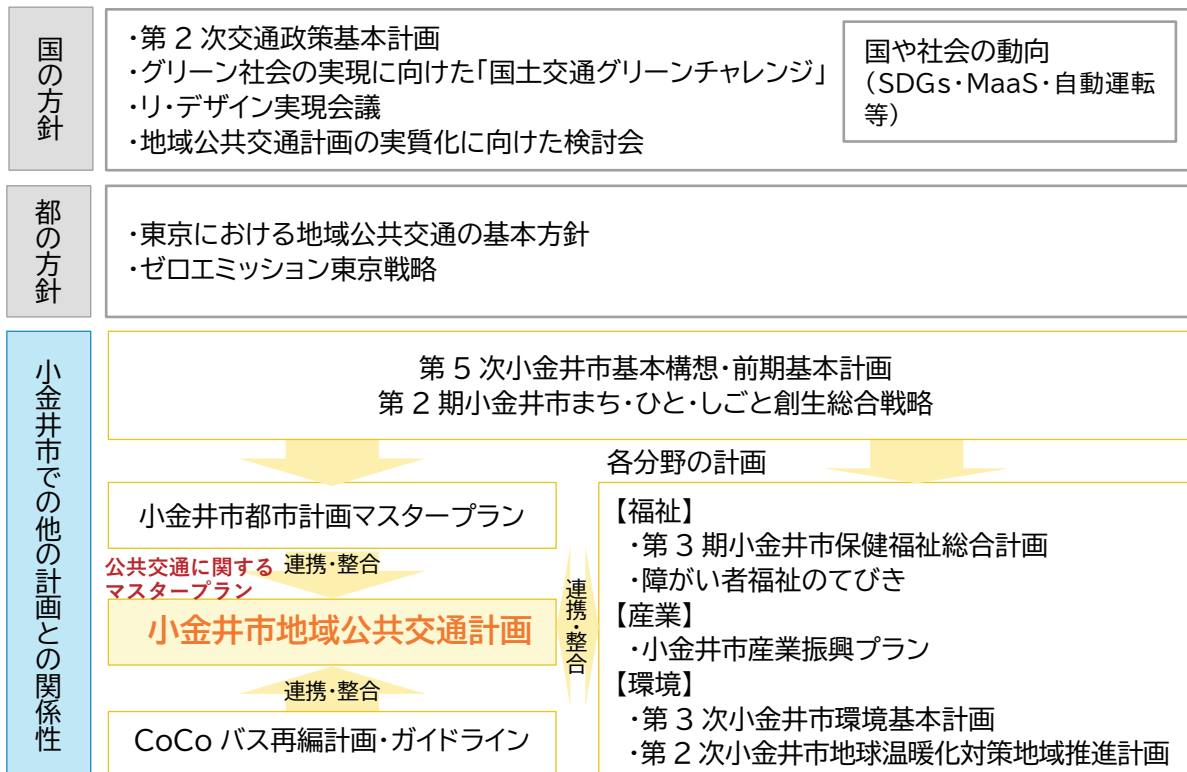 国の方針
・第2次交通政策基本計画
・グリーン社会の実現に向けた「国土交通グリーンチャレンジ」
・リ・デザイン実現会議
・地域公共交通計画の実質化に向けた検討会
国や社会の動向
(SDGs・MaaS・自動運転
等)
都の方針
・東京における地域公共交通の基本方針
・ゼロエミッション東京戦略
小金井市での他の計画との関係性
第5次小金井市基本構想・前期基本計画
第2期小金井市まち・ひと・しごと創生総合戦略
小金井市都市計画マスタープラン
公共交通に関する
マスタープラン
連携・整合
小金井市地域公共交通計画
連携・整合
CoCoバス再編計画・ガイドライン
連携・整合
各分野の計画
【福祉】
・第3期小金井市保健福祉総合計画
・障がい者福祉のてびき
【産業】
・小金井市産業振興プラン
【環境】
・第3次小金井市環境基本計画
・第2次小金井市地球温暖化対策地域推進計画